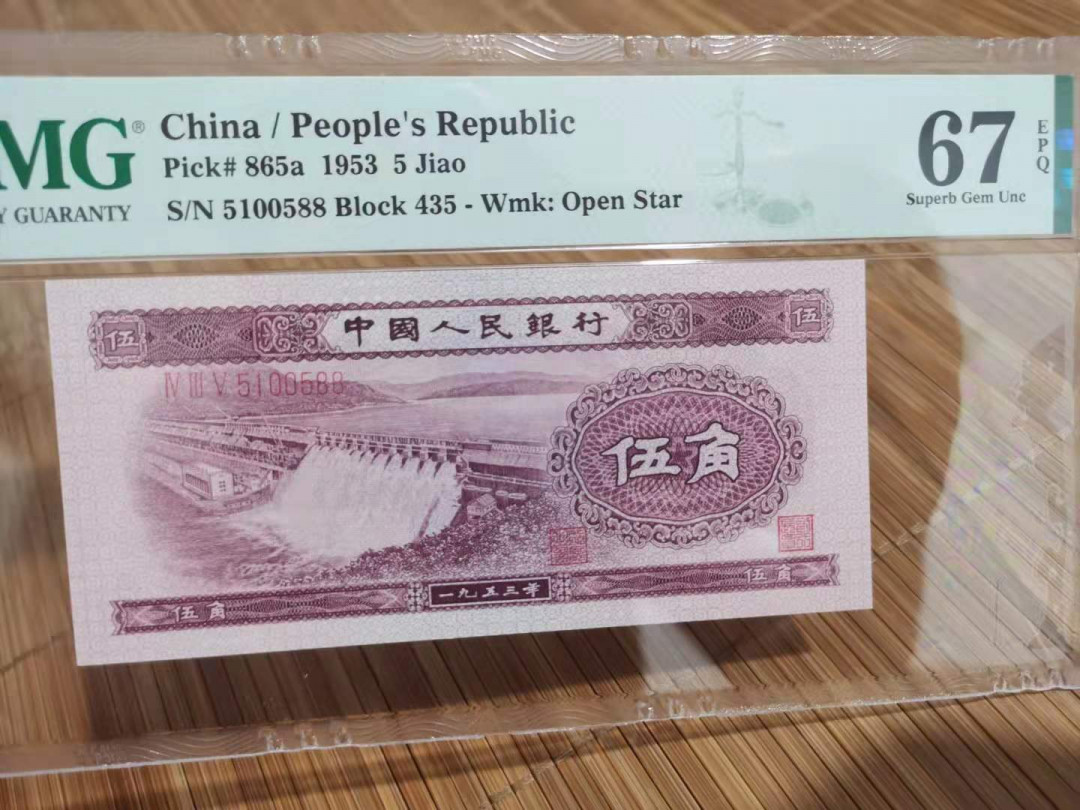 MG®
Y GUARANTY
China / People's Republic
Pick# 865a 1953 5 Jiao
S/N 5100588 Block 435 - Wmk: Open Star
67
EPQ
Superb Gem Unc
伍
中國人民銀行
伍
IV III V 5100588
伍角
伍角
一九五三年
伍角